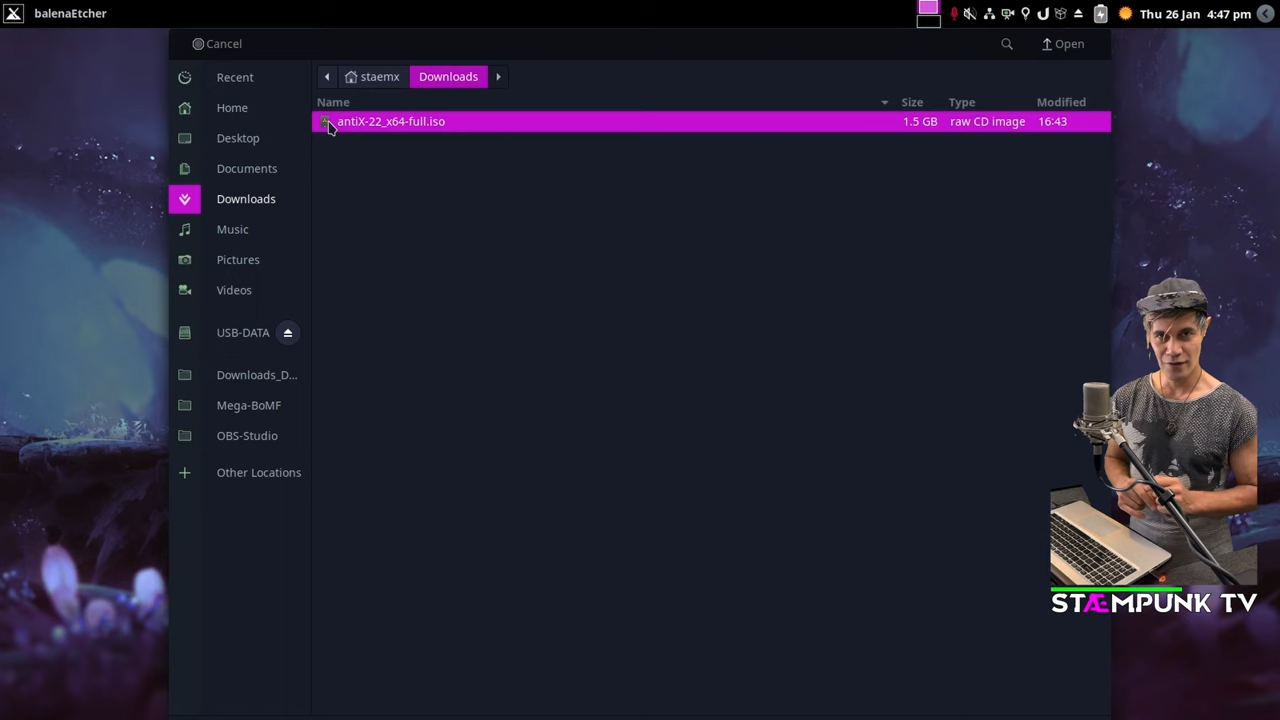 balenaEtcher
Thu 26 Jan 4:47 pm
Cancel
Open
Recent
Home
Desktop
Documents
Downloads
Music
Pictures
Videos
USB-DATA
Downloads_D...
Mega-BoMF
OBS-Studio
Other Locations
staemx Downloads
Name Size Type Modified
antiX-22_x64-full.iso 1.5 GB raw CD image 16:43
STÆMPUNK TV